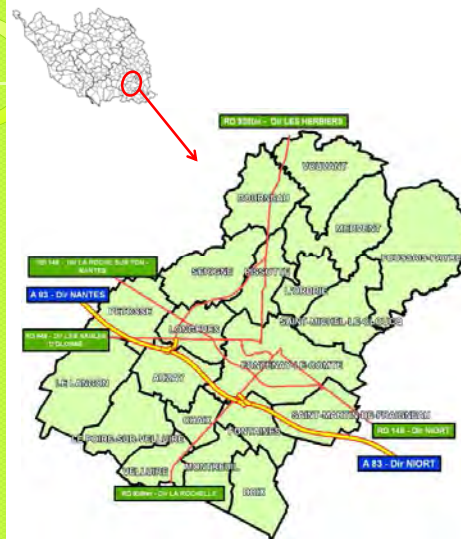 RD 938ter - Dir LES HERBIERS
VOUVANT
BOURNEAU
MERVENT
FOUSSAIS-PAYRE
RD 148 - Dir LA ROCHE SUR YON -
NANTES
SERIGNE
PISSOTTE
L'ORBRIE
A 83 - Dir NANTES
PETOSSE
SAINT-MICHEL-LE-CLOUCQ
LONGEVES
RD 949 - Dir LES SABLES
D'OLONNE
FONTENAY-LE-COMTE
AUZAY
LE LANGON
SAINT-MARTIN-DE-FRAIGNEAU
CHAIX
RD 148 - Dir NIORT
LE POIRE-SUR-VELLUIRE
FONTAINES
A 83 - Dir NIORT
VELLUIRE
MONTREUIL
RD 938ter - Dir LA ROCHELLE
DOIX